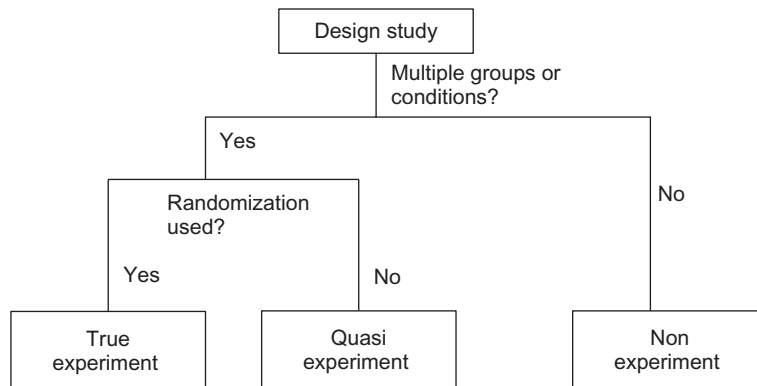 Design study
Multiple groups or
conditions?
Yes
No
Randomization
used?
Yes
No
True
experiment
Quasi
experiment
Non
experiment